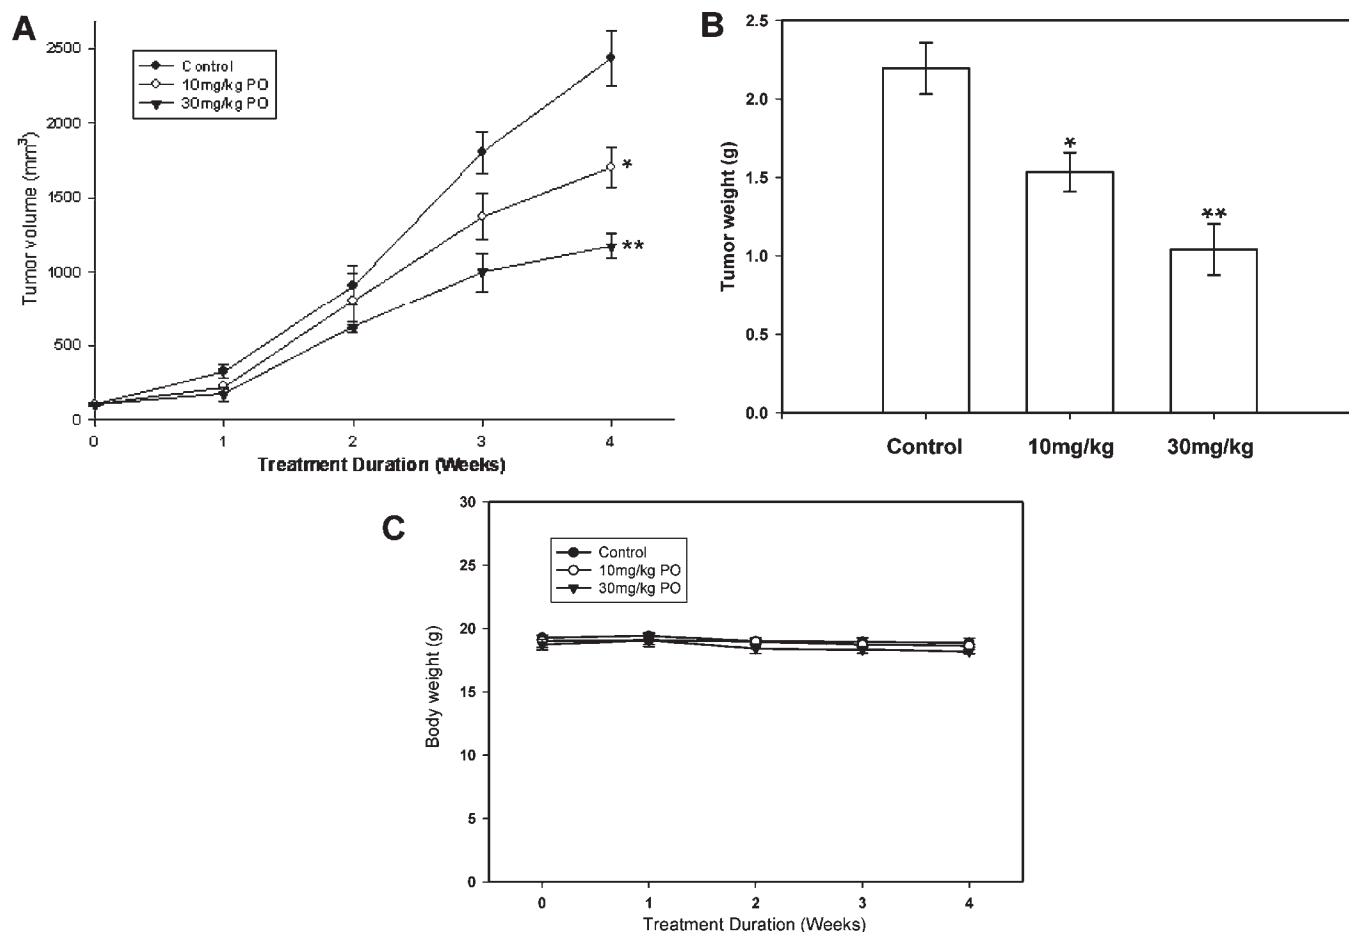 A
Control
10mg/kg PO
30mg/kg PO
2500
2000
1500
1000
500
0
Tumor volume (mm³)
*
**
0 1 2 3 4
Treatment Duration (Weeks)
B
2.5
2.0
1.5
1.0
0.5
0.0
Tumor weight (g)
*
**
Control 10mg/kg 30mg/kg
C
Control
10mg/kg PO
30mg/kg PO
30
25
20
15
10
5
0
Body weight (g)
0 1 2 3 4
Treatment Duration (Weeks)